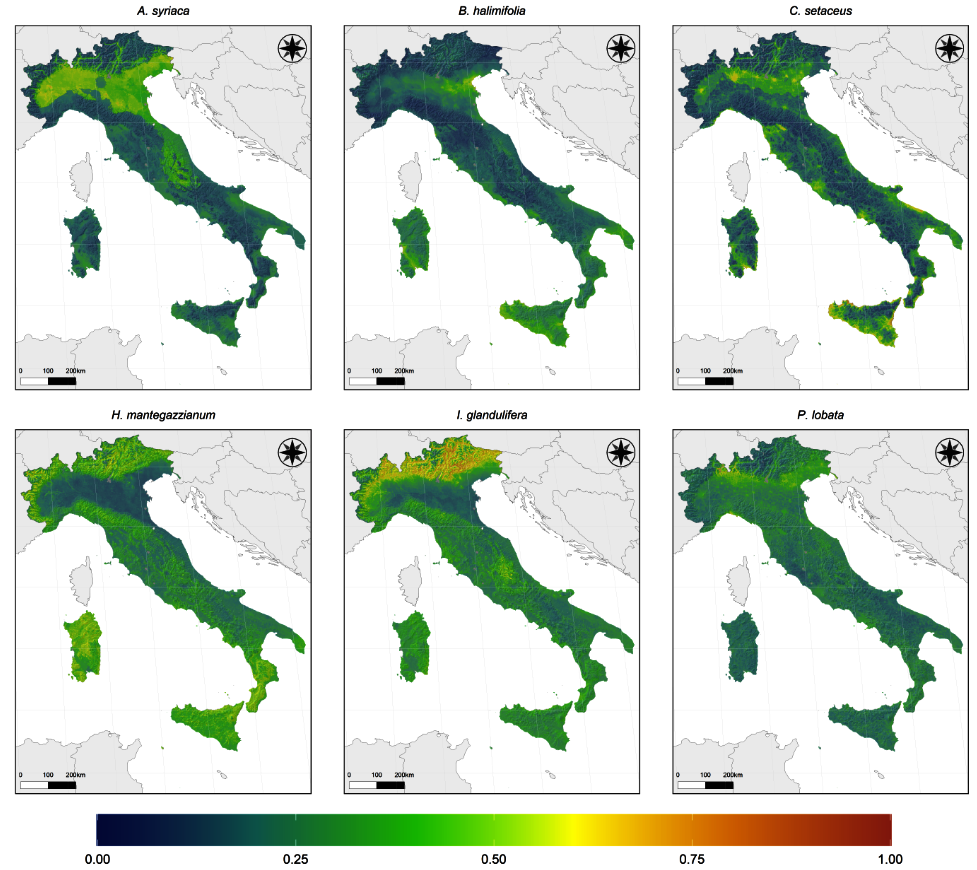 A. syriaca
B. halimifolia
C. setaceus
0 100 200km
0 100 200km
0 100 200km
H. mantegazzianum
I. glandulifera
P. lobata
0 100 200km
0 100 200km
0 100 200km
0.00 0.25 0.50 0.75 1.00